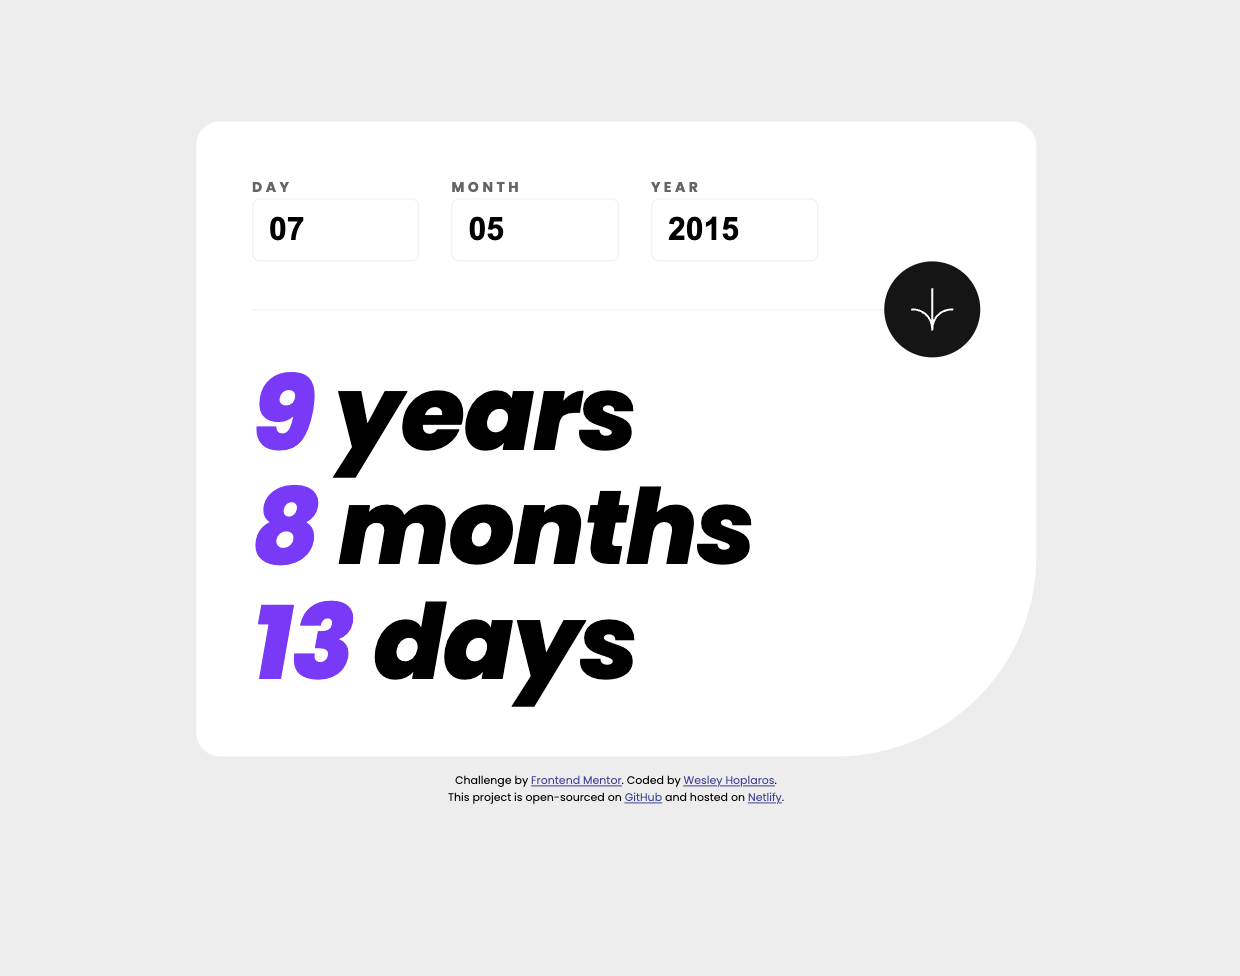 DAY MONTH YEAR
07 05 2015
9 years
8 months
13 days
Challenge by Frontend Mentor. Coded by Wesley Hoplaros.
This project is open-sourced on GitHub and hosted on Netlify.